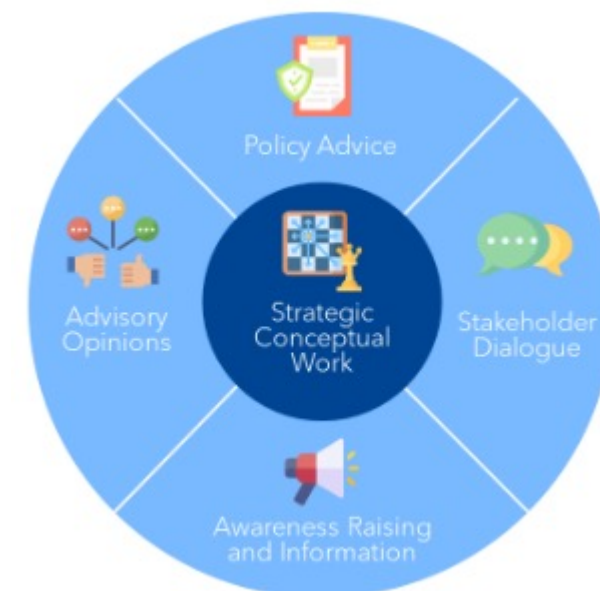 Policy Advice
Advisory
Opinions
Strategic
Conceptual
Work
Stakeholder
Dialogue
Awareness Raising
and Information